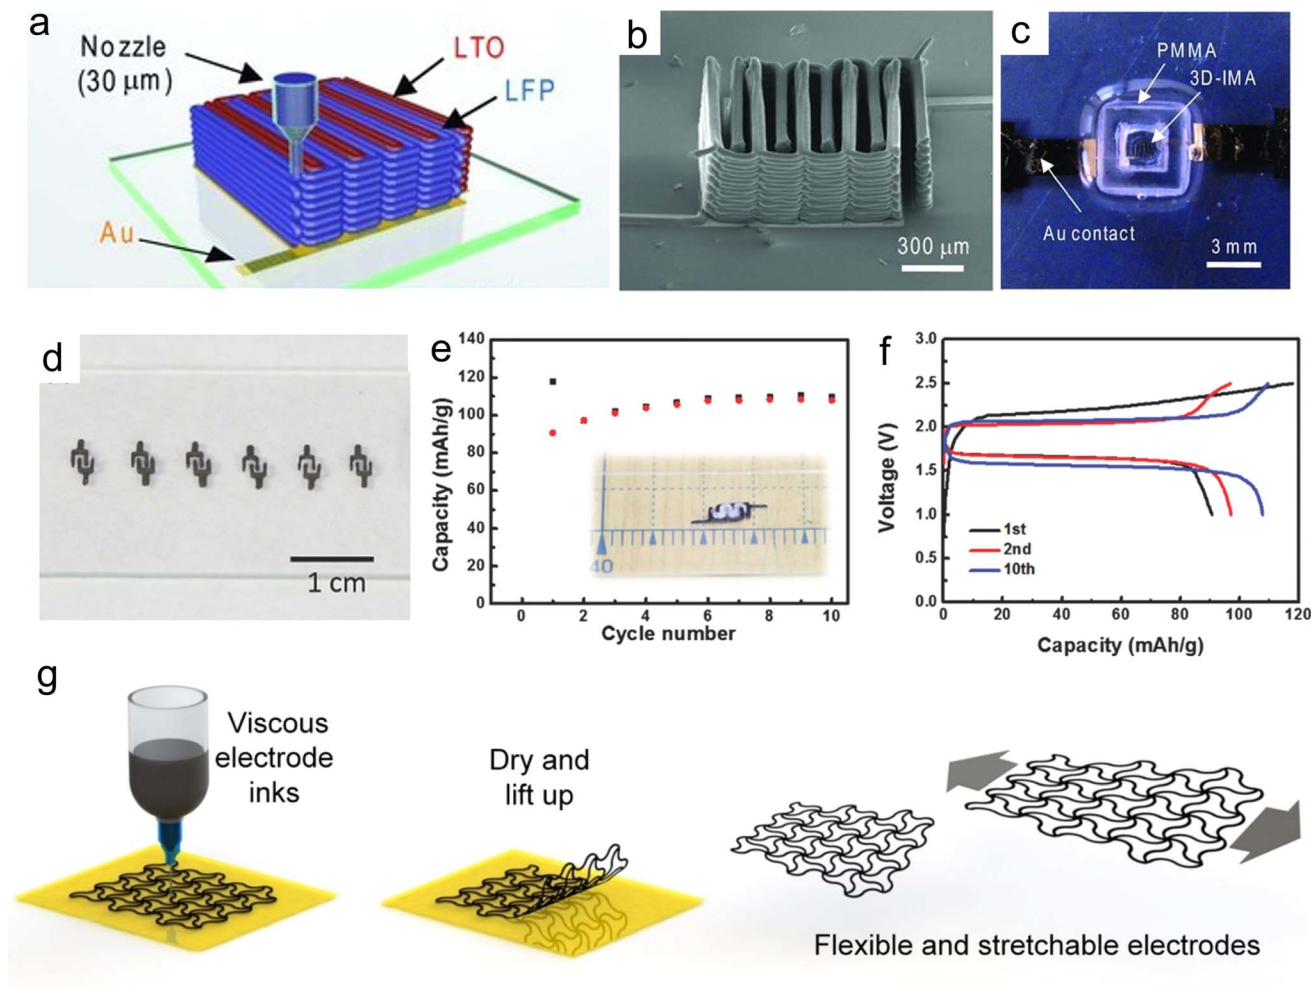 a
Nozzle
(30 μm)
LTO
LFP
Au
b
300 μm
c
PMMA
3D-IMA
Au contact
3 mm
d
1 cm
e
Capacity (mAh/g)
140
120
100
80
60
40
20
0
40
0 2 4 6 8 10
Cycle number
f
Voltage (V)
3.0
2.5
2.0
1.5
1.0
0.5
0.0
1st
2nd
10th
0 20 40 60 80 100 120
Capacity (mAh/g)
g
Viscous
electrode
inks
Dry and
lift up
Flexible and stretchable electrodes